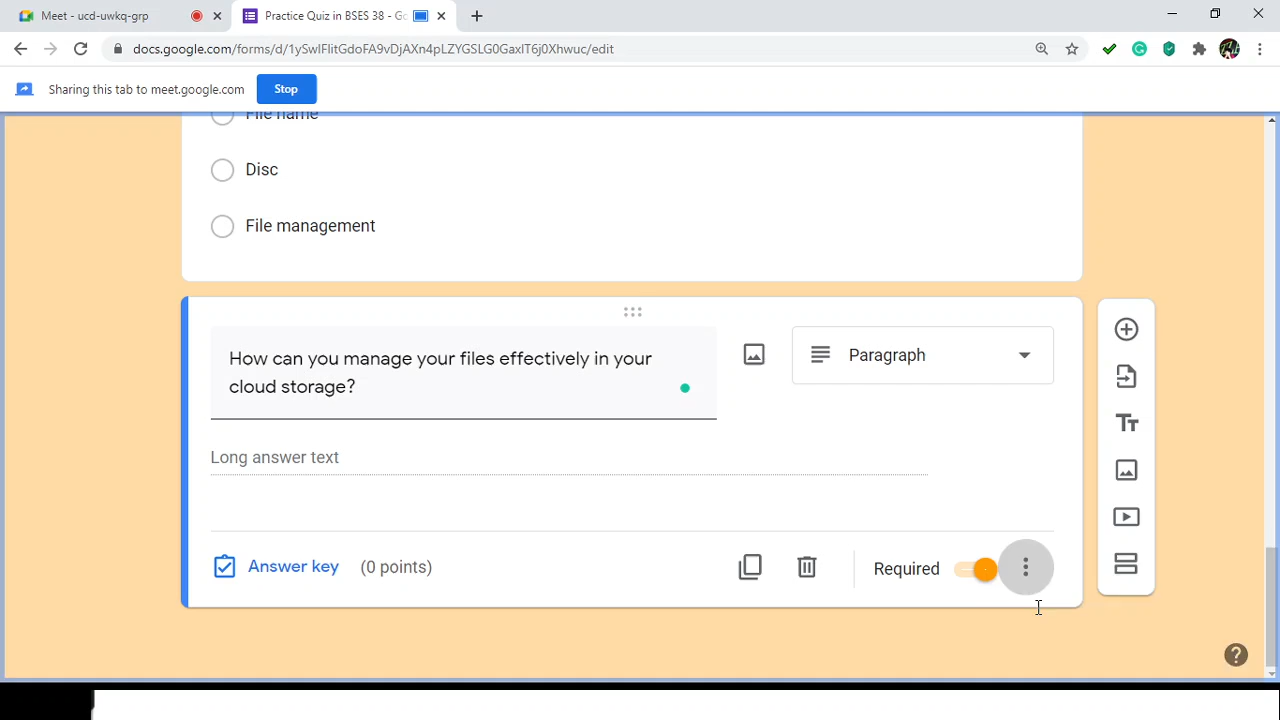 Meet - ucd-uwkq-grp
Practice Quiz in BSES 38 - Go
docs.google.com/forms/d/1ySwIFlitGdoFA9vDjAXn4pLZYGSLG0GaxlT6j0Xhwuc/edit
Sharing this tab to meet.google.com
Stop
File name
Disc
File management
How can you manage your files effectively in your
cloud storage?
Paragraph
Long answer text
Answer key (0 points)
Required